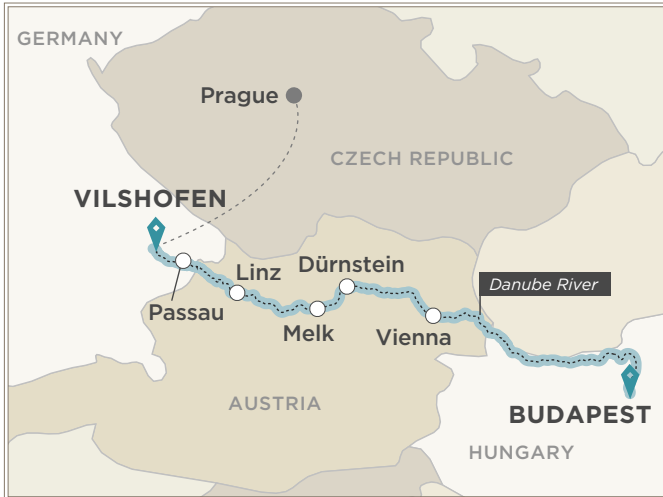 GERMANY
Prague
CZECH REPUBLIC
VILSHOFEN
Dürnstein
Linz
Danube River
Passau
Melk
Vienna
AUSTRIA
BUDAPEST
HUNGARY